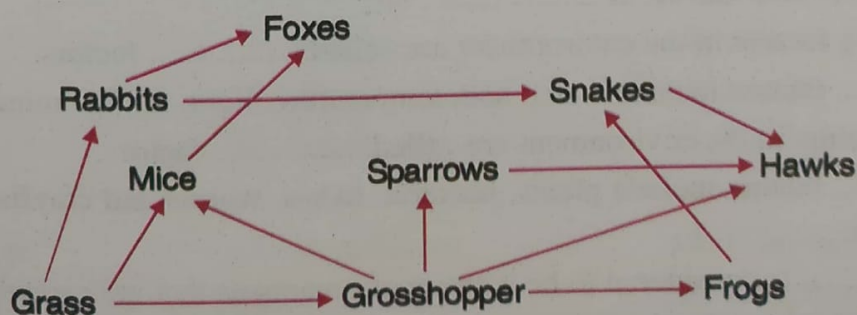 Foxes
Rabbits
Snakes
Mice
Sparrows
Hawks
Grass
Grosshopper
Frogs